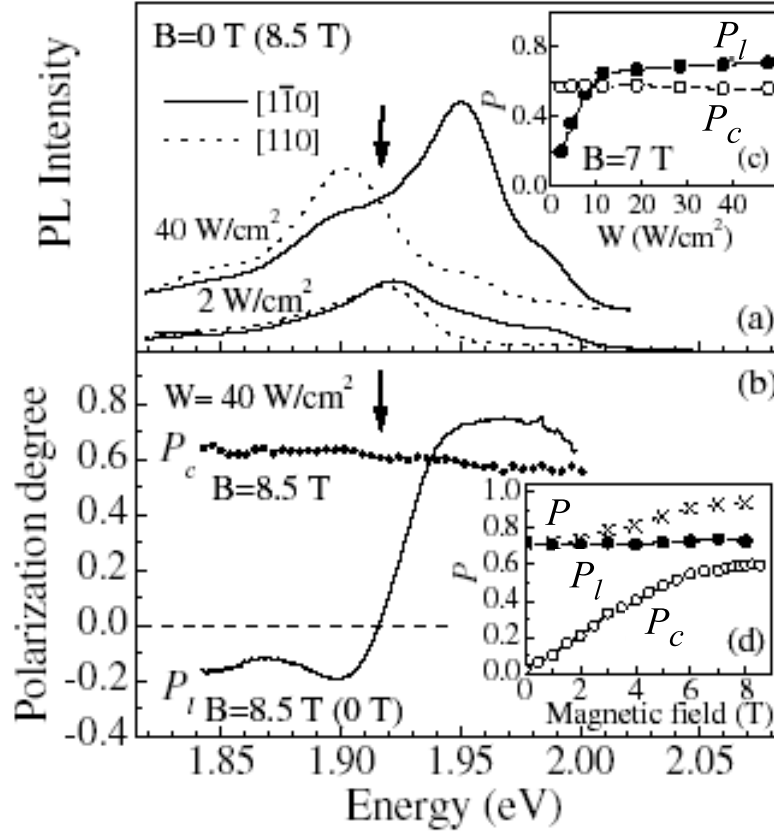 B=0 T (8.5 T)
[11̄0]
[110]
40 W/cm²
2 W/cm²
(a)
PL Intensity
P_l
P_c
B=7 T
(c)
P
0.8
0.4
0.0
0 10 20 30 40
W (W/cm²)
(b)
W= 40 W/cm²
P_c
B=8.5 T
P_l B=8.5 T (0 T)
Polarization degree
0.8
0.6
0.4
0.2
0.0
-0.2
-0.4
1.85 1.90 1.95 2.00 2.05
Energy (eV)
P
P_l
P_c
(d)
P
1.0
0.8
0.6
0.4
0.2
0.0
0 2 4 6 8
Magnetic field (T)